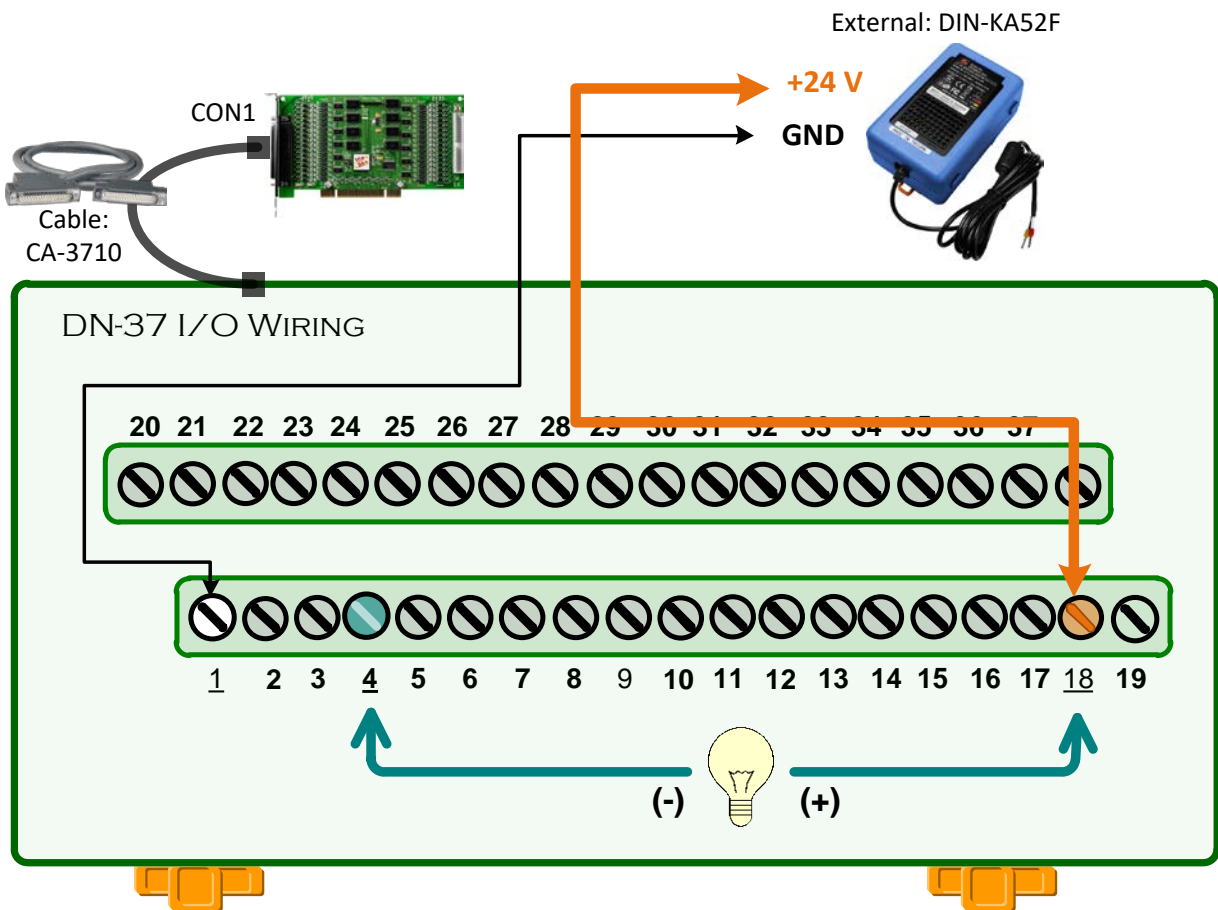 External: DIN-KA52F
+24 V
CON1
GND
Cable:
CA-3710
DN-37 I/O WIRING
20 21 22 23 24 25 26 27 28 29 30 31 32 33 34 35 36 37
1 2 3 4 5 6 7 8 9 10 11 12 13 14 15 16 17 18 19
(-) (+)